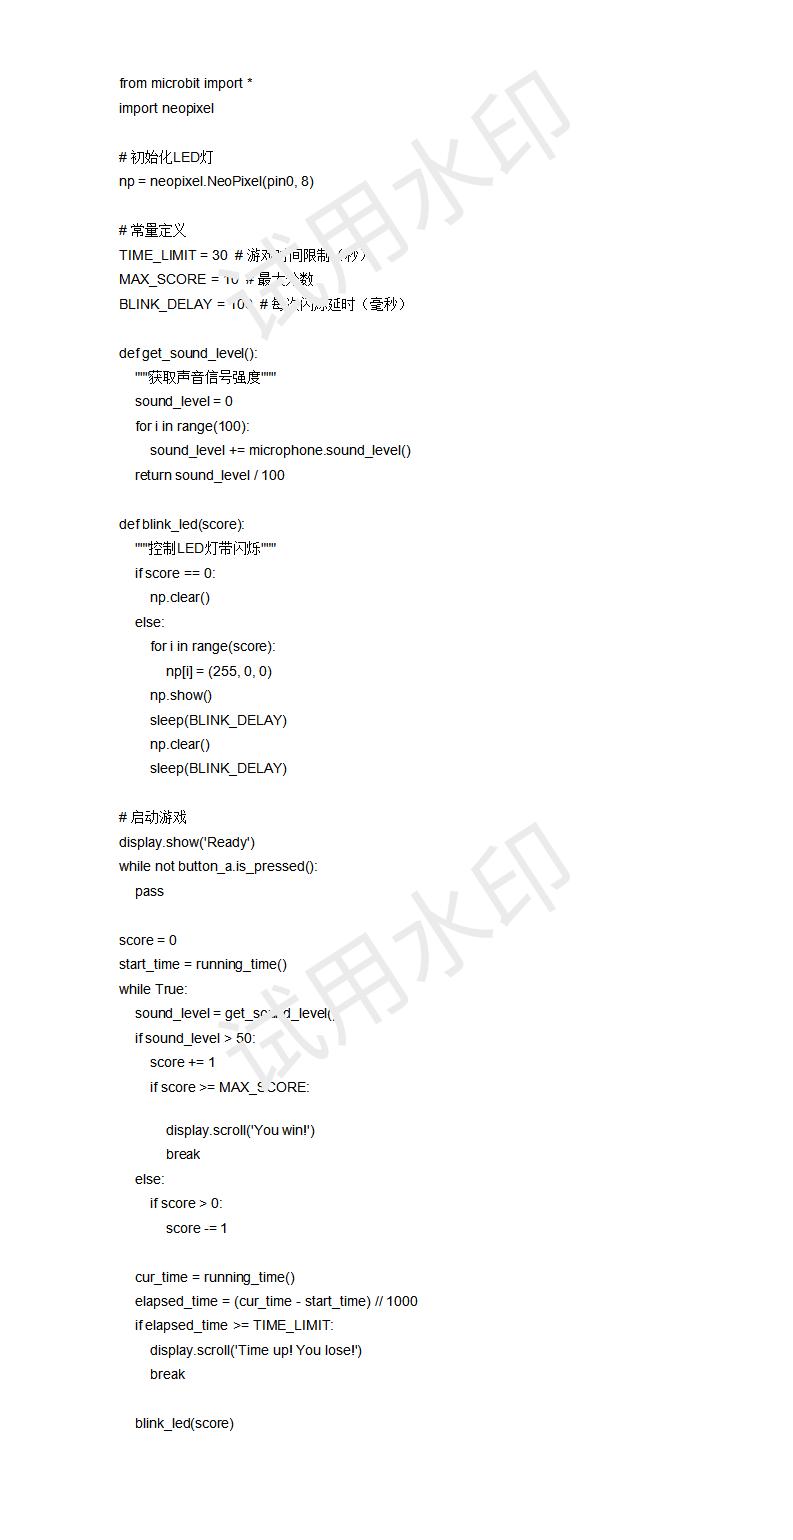 from microbit import *
import neopixel
# 初始化LED灯
np = neopixel.NeoPixel(pin0, 8)
# 常量定义
TIME_LIMIT = 30 # 游戏时间限制（秒）
MAX_SCORE = 10 # 最大分数
BLINK_DELAY = 100 # 每次闪烁延时（毫秒）
def get_sound_level():
"""获取声音信号强度"""
sound_level = 0
for i in range(100):
sound_level += microphone.sound_level()
return sound_level / 100
def blink_led(score):
"""控制LED灯带闪烁"""
if score == 0:
np.clear()
else:
for i in range(score):
np[i] = (255, 0, 0)
np.show()
sleep(BLINK_DELAY)
np.clear()
sleep(BLINK_DELAY)
# 启动游戏
display.show('Ready')
while not button_a.is_pressed():
pass
score = 0
start_time = running_time()
while True:
sound_level = get_sound_level()
if sound_level > 50:
score += 1
if score >= MAX_SCORE:
display.scroll('You win!')
break
else:
if score > 0:
score -= 1
cur_time = running_time()
elapsed_time = (cur_time - start_time) // 1000
if elapsed_time >= TIME_LIMIT:
display.scroll('Time up! You lose!')
break
blink_led(score)
试用水印
试用水印